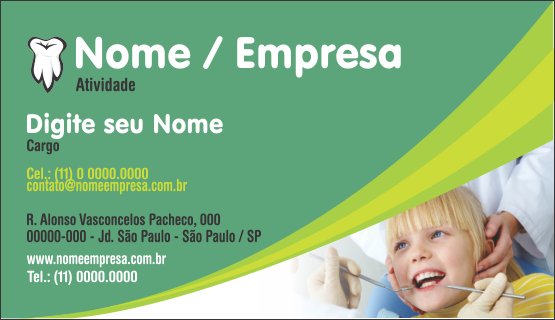 Nome / Empresa
Atividade
Digite seu Nome
Cargo
Cel.: (11) 0 0000.0000
contato@nomeempresa.com.br
R. Alonso Vasconcelos Pacheco, 000
00000-000 - Jd. São Paulo - São Paulo / SP
www.nomeempresa.com.br
Tel.: (11) 0000.0000